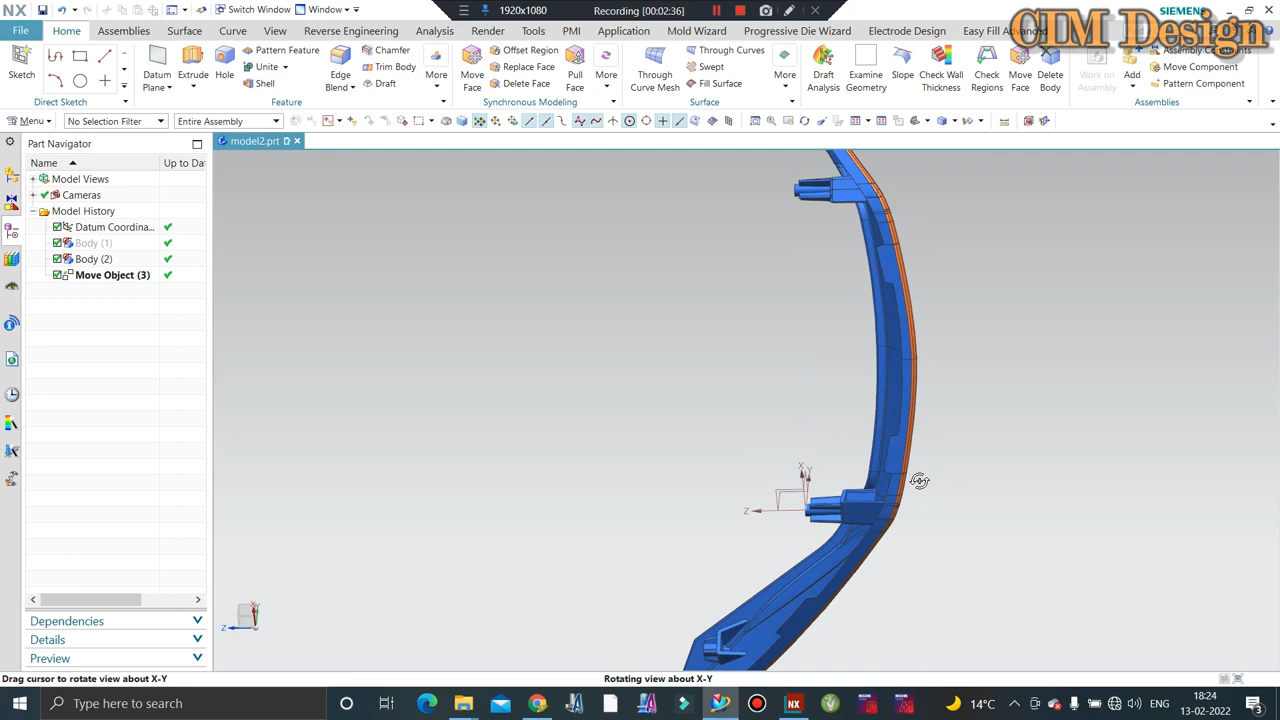 NX Switch Window Window 1920x1080 Recording [00:02:36] SIEMENS
CIM Design
File Home Assemblies Surface Curve View Reverse Engineering Analysis Render Tools PMI Application Mold Wizard Progressive Die Wizard Electrode Design Easy Fill Advanced
Sketch
Direct Sketch
Datum Plane Extrude Hole
Pattern Feature
Unite
Shell
Edge Blend
Chamfer
Trim Body
Draft
More
Feature
Move Face
Offset Region
Replace Face
Delete Face
Pull Face
More
Synchronous Modeling
Through Curve Mesh
Through Curves
Swept
Fill Surface
More
Surface
Draft Analysis
Examine Geometry
Slope
Check Wall Thickness
Check Regions
Move Face
Delete Body
Work on Assembly
Add
Assembly Constraints
Move Component
Pattern Component
Assemblies
Menu No Selection Filter Entire Assembly
Part Navigator model2.prt
Name Up to Da
Model Views
Cameras
Model History
Datum Coordina...
Body (1)
Body (2)
Move Object (3)
X Y
Z
Z
Dependencies
Details
Preview
Drag cursor to rotate view about X-Y Rotating view about X-Y
Type here to search
14°C ENG 18:24
13-02-2022
3